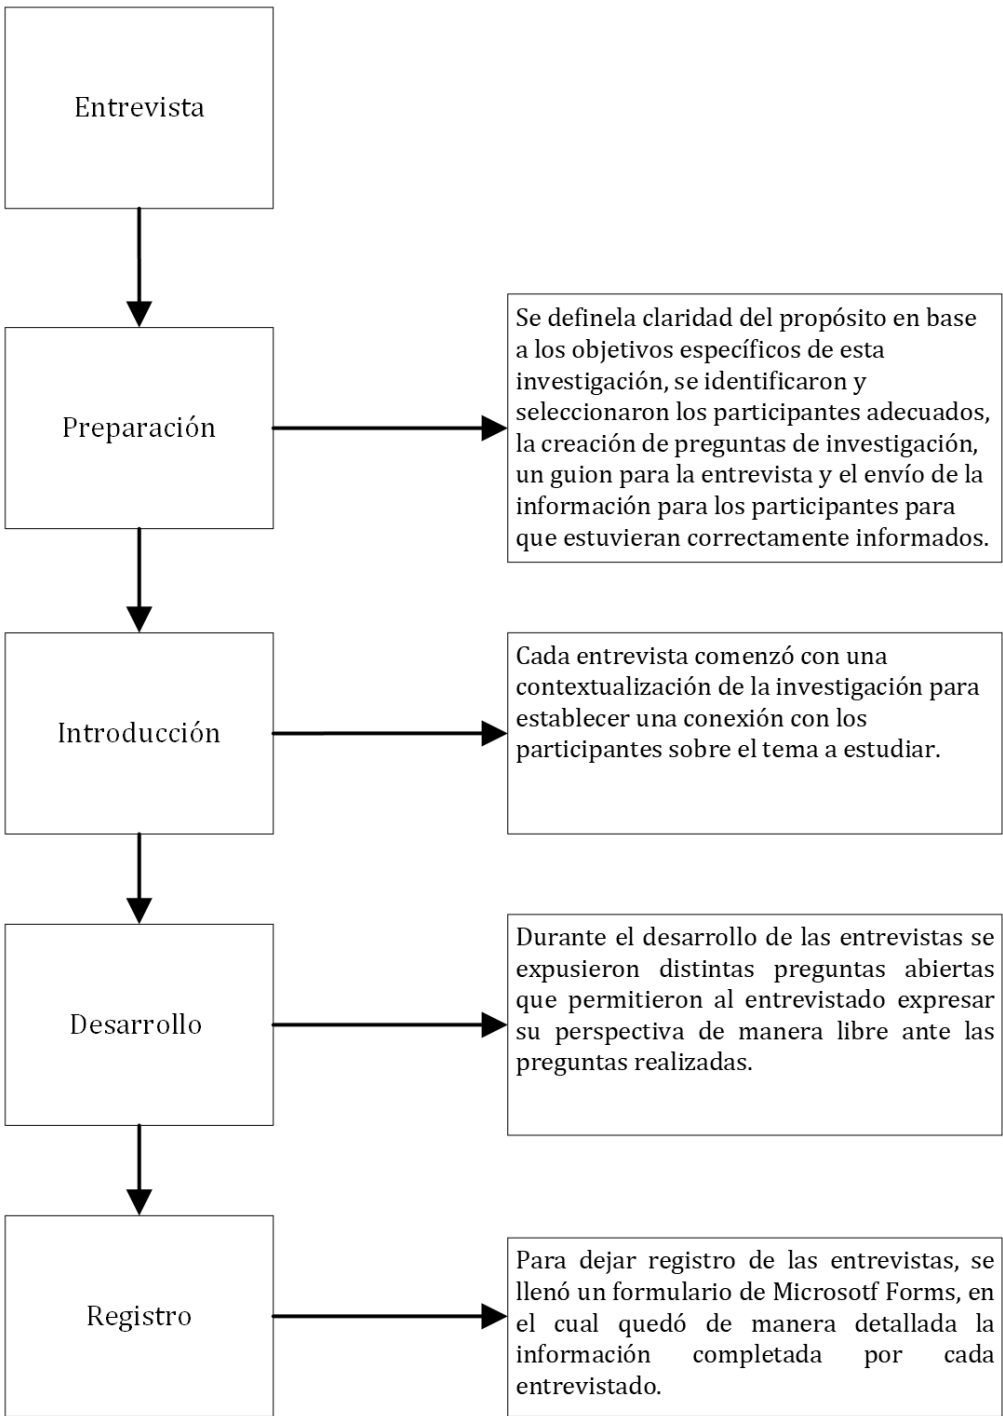 Entrevista
Preparación
Se definela claridad del propósito en base
a los objetivos específicos de esta
investigación, se identificaron y
seleccionaron los participantes adecuados,
la creación de preguntas de investigación,
un guion para la entrevista y el envío de la
información para los participantes para
que estuvieran correctamente informados.
Introducción
Cada entrevista comenzó con una
contextualización de la investigación para
establecer una conexión con los
participantes sobre el tema a estudiar.
Desarrollo
Durante el desarrollo de las entrevistas se
expusieron distintas preguntas abiertas
que permitieron al entrevistado expresar
su perspectiva de manera libre ante las
preguntas realizadas.
Registro
Para dejar registro de las entrevistas, se
llenó un formulario de Microsotf Forms, en
el cual quedó de manera detallada la
información completada por cada
entrevistado.